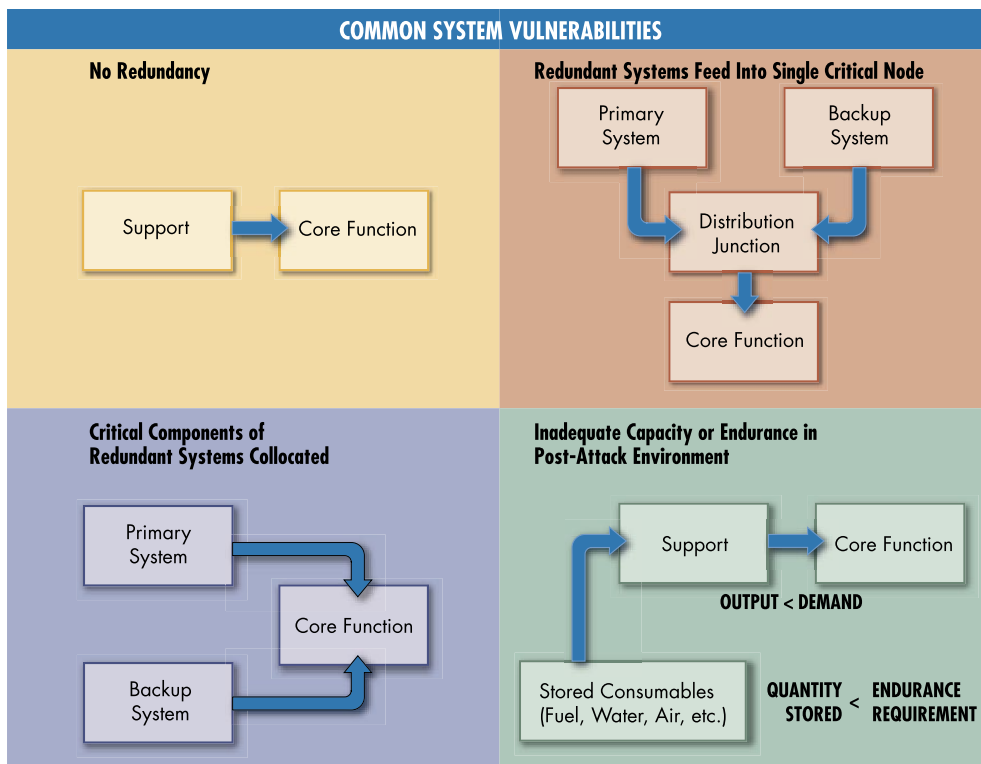 COMMON SYSTEM VULNERABILITIES
No Redundancy
Support
Core Function
Redundant Systems Feed Into Single Critical Node
Primary
System
Backup
System
Distribution
Junction
Core Function
Critical Components of
Redundant Systems Collocated
Primary
System
Core Function
Backup
System
Inadequate Capacity or Endurance in
Post-Attack Environment
Support
Core Function
OUTPUT < DEMAND
Stored Consumables
(Fuel, Water, Air, etc.)
QUANTITY
STORED
<
ENDURANCE
REQUIREMENT